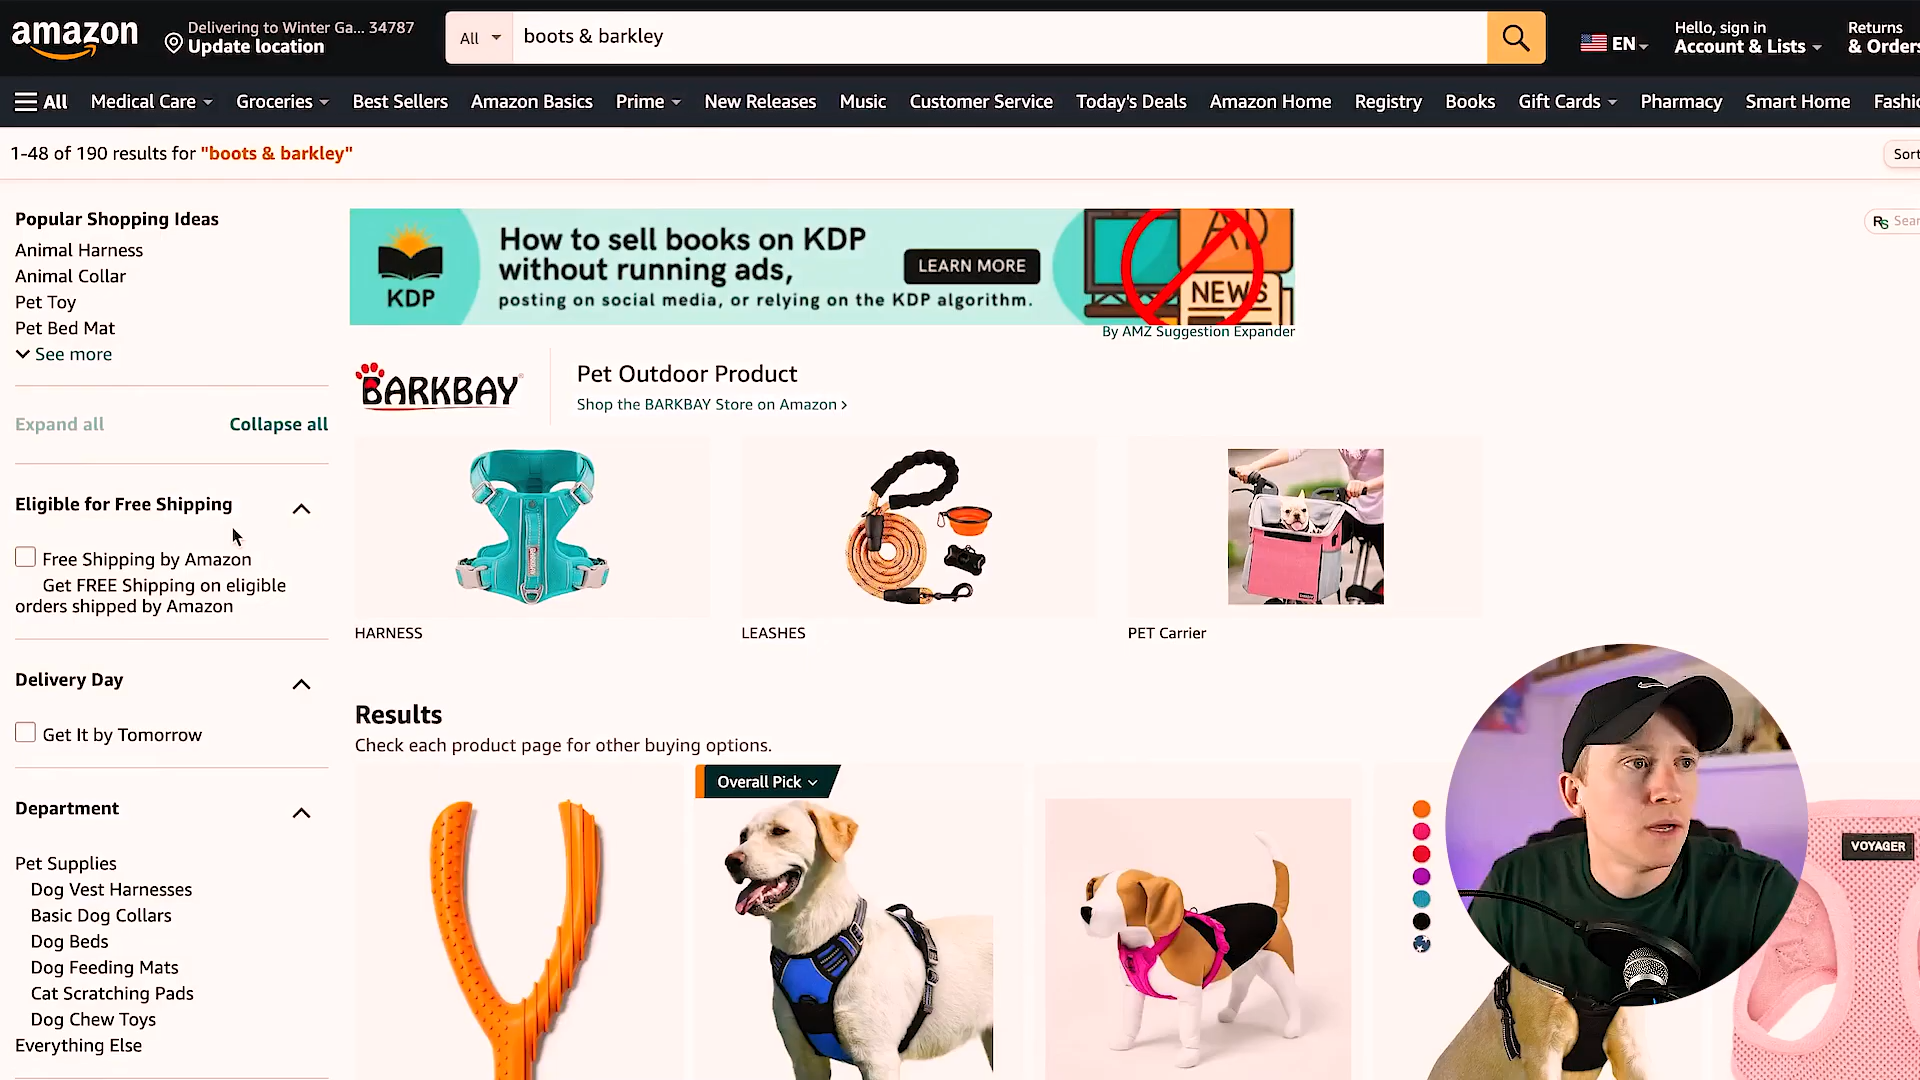 amazon
Delivering to Winter Ga... 34787
Update location
All
boots & barkley
EN
Hello, sign in
Account & Lists
Returns
& Orders
All
Medical Care
Groceries
Best Sellers
Amazon Basics
Prime
New Releases
Music
Customer Service
Today's Deals
Amazon Home
Registry
Books
Gift Cards
Pharmacy
Smart Home
Fashio
1-48 of 190 results for "boots & barkley"
Sort
Popular Shopping Ideas
Animal Harness
Animal Collar
Pet Toy
Pet Bed Mat
See more
Expand all
Collapse all
Eligible for Free Shipping
Free Shipping by Amazon
Get FREE Shipping on eligible
orders shipped by Amazon
Delivery Day
Get It by Tomorrow
Department
Pet Supplies
Dog Vest Harnesses
Basic Dog Collars
Dog Beds
Dog Feeding Mats
Cat Scratching Pads
Dog Chew Toys
Everything Else
KDP
How to sell books on KDP
without running ads,
posting on social media, or relying on the KDP algorithm.
LEARN MORE
AD
NEWS
By AMZ Suggestion Expander
RS Sear
BARKBAY
Pet Outdoor Product
Shop the BARKBAY Store on Amazon ›
HARNESS
LEASHES
PET Carrier
Results
Check each product page for other buying options.
Overall Pick
VOYAGER